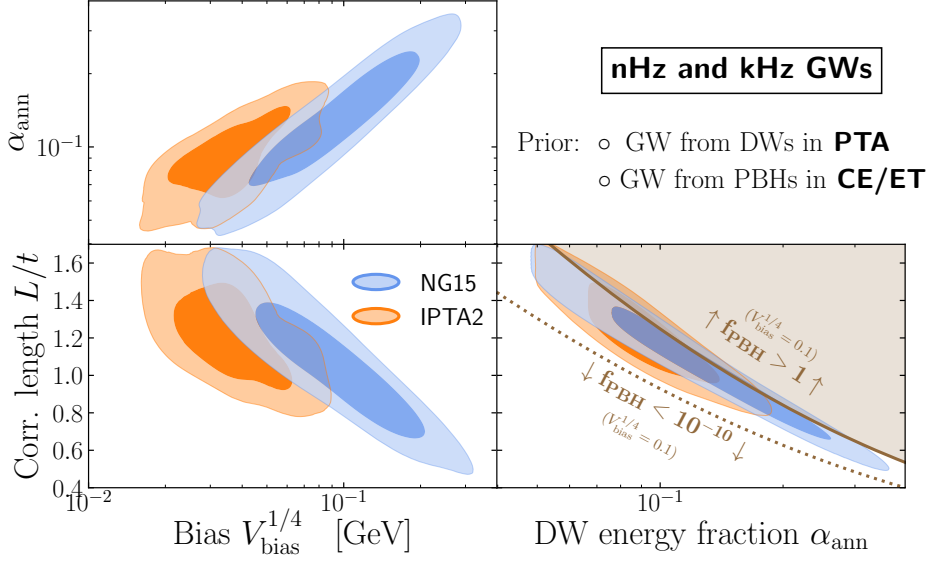 nHz and kHz GWs
Prior: ○ GW from DWs in PTA
○ GW from PBHs in CE/ET
α_ann
10⁻¹
Corr. length L/t
1.6
1.4
1.2
1.0
0.8
0.6
0.4
NG15
IPTA2
10⁻²
10⁻¹
Bias V_bias^{1/4} [GeV]
(V_bias^{1/4} = 0.1)
↑ f_PBH > 1 ↑
↓ f_PBH < 10⁻¹⁰ ↓
(V_bias^{1/4} = 0.1)
10⁻¹
DW energy fraction α_ann